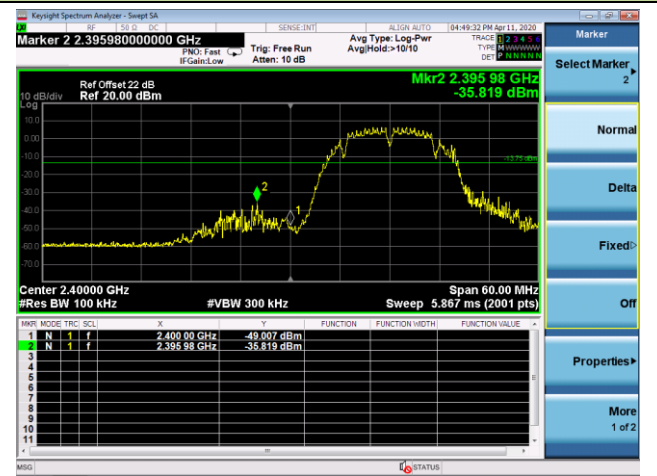 Keysight Spectrum Analyzer - Swept SA
RF 50 Ω DC SENSE:INT ALIGN AUTO 04:49:32 PM Apr 11, 2020
Marker 2 2.395980000000 GHz
PNO: Fast
IFGain:Low
Trig: Free Run
Atten: 10 dB
Avg Type: Log-Pwr
Avg|Hold:>10/10
TRACE 1 2 3 4 5 6
TYPE M WWWWW
DET P N N N N N
Marker
Select Marker
2
Normal
Delta
Fixed
Off
Properties
More
1 of 2
Ref Offset 22 dB
10 dB/div Ref 20.00 dBm
Log
Mkr2 2.395 98 GHz
-35.819 dBm
10.0
0.00
-10.0
-20.0
-30.0
-40.0
-50.0
-60.0
-70.0
-13.75 dBm
2
1
Center 2.40000 GHz Span 60.00 MHz
#Res BW 100 kHz #VBW 300 kHz Sweep 5.867 ms (2001 pts)
MKR MODE TRC SCL X Y FUNCTION FUNCTION WIDTH FUNCTION VALUE
1 N 1 f 2.400 00 GHz -49.007 dBm
2 N 1 f 2.395 98 GHz -35.819 dBm
3
4
5
6
7
8
9
10
11
MSG STATUS